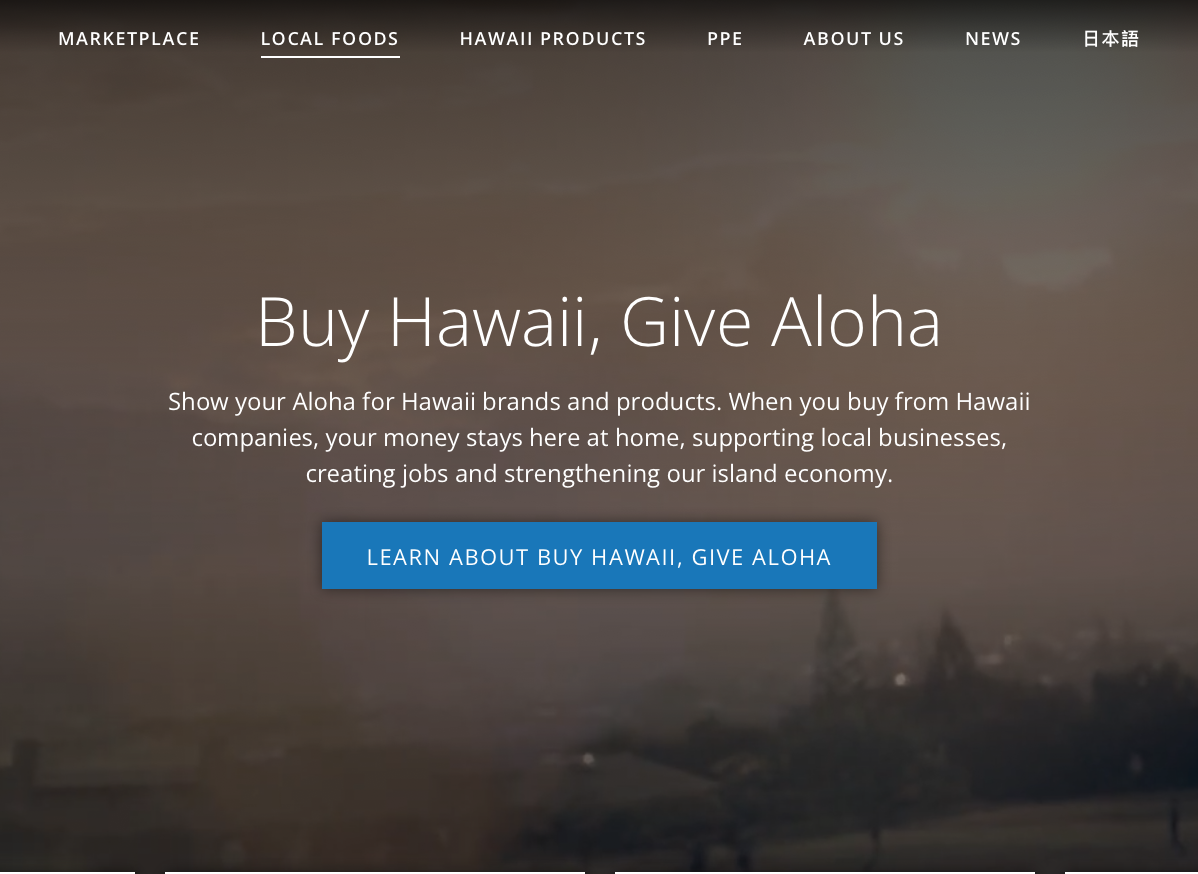 MARKETPLACE LOCAL FOODS HAWAII PRODUCTS PPE ABOUT US NEWS 日本語
Buy Hawaii, Give Aloha
Show your Aloha for Hawaii brands and products. When you buy from Hawaii
companies, your money stays here at home, supporting local businesses,
creating jobs and strengthening our island economy.
LEARN ABOUT BUY HAWAII, GIVE ALOHA